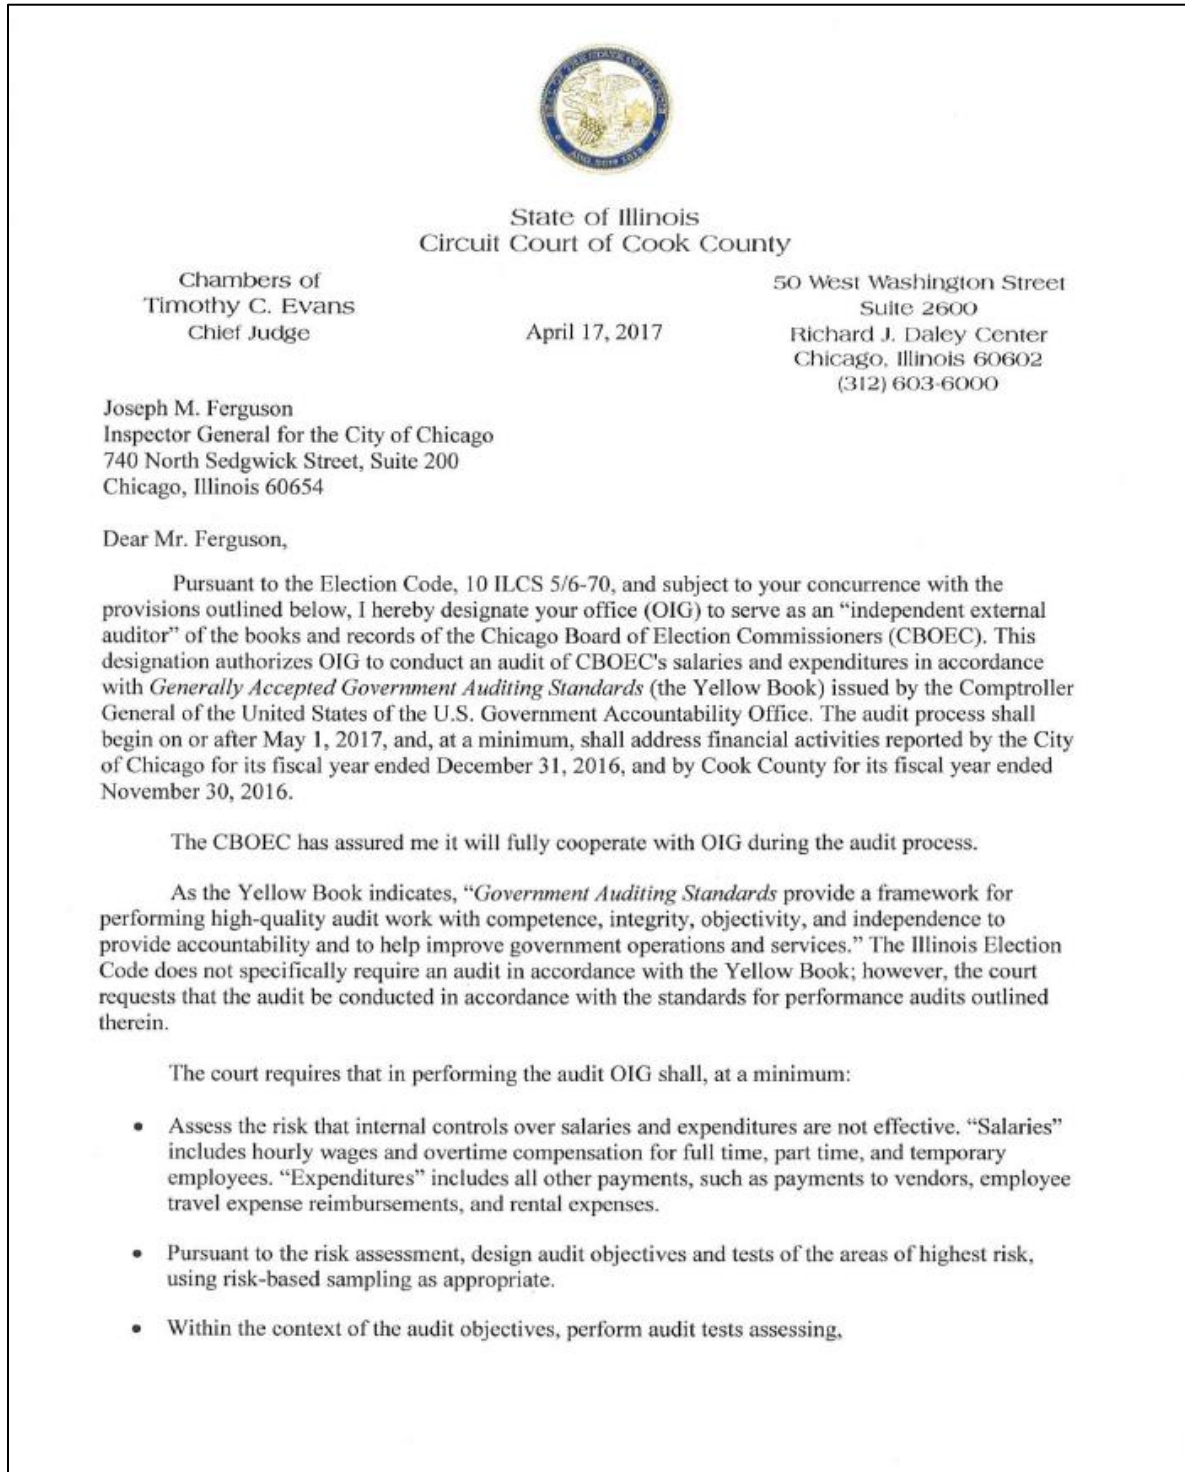 SEAL OF THE STATE OF ILLINOIS
AUG. 26TH 1818
State of Illinois
Circuit Court of Cook County
Chambers of
Timothy C. Evans
Chief Judge
April 17, 2017
50 West Washington Street
Suite 2600
Richard J. Daley Center
Chicago, Illinois 60602
(312) 603-6000
Joseph M. Ferguson
Inspector General for the City of Chicago
740 North Sedgwick Street, Suite 200
Chicago, Illinois 60654
Dear Mr. Ferguson,
Pursuant to the Election Code, 10 ILCS 5/6-70, and subject to your concurrence with the
provisions outlined below, I hereby designate your office (OIG) to serve as an “independent external
auditor” of the books and records of the Chicago Board of Election Commissioners (CBOEC). This
designation authorizes OIG to conduct an audit of CBOEC's salaries and expenditures in accordance
with Generally Accepted Government Auditing Standards (the Yellow Book) issued by the Comptroller
General of the United States of the U.S. Government Accountability Office. The audit process shall
begin on or after May 1, 2017, and, at a minimum, shall address financial activities reported by the City
of Chicago for its fiscal year ended December 31, 2016, and by Cook County for its fiscal year ended
November 30, 2016.
The CBOEC has assured me it will fully cooperate with OIG during the audit process.
As the Yellow Book indicates, “Government Auditing Standards provide a framework for
performing high-quality audit work with competence, integrity, objectivity, and independence to
provide accountability and to help improve government operations and services.” The Illinois Election
Code does not specifically require an audit in accordance with the Yellow Book; however, the court
requests that the audit be conducted in accordance with the standards for performance audits outlined
therein.
The court requires that in performing the audit OIG shall, at a minimum:
• Assess the risk that internal controls over salaries and expenditures are not effective. “Salaries”
includes hourly wages and overtime compensation for full time, part time, and temporary
employees. “Expenditures” includes all other payments, such as payments to vendors, employee
travel expense reimbursements, and rental expenses.
• Pursuant to the risk assessment, design audit objectives and tests of the areas of highest risk,
using risk-based sampling as appropriate.
• Within the context of the audit objectives, perform audit tests assessing,